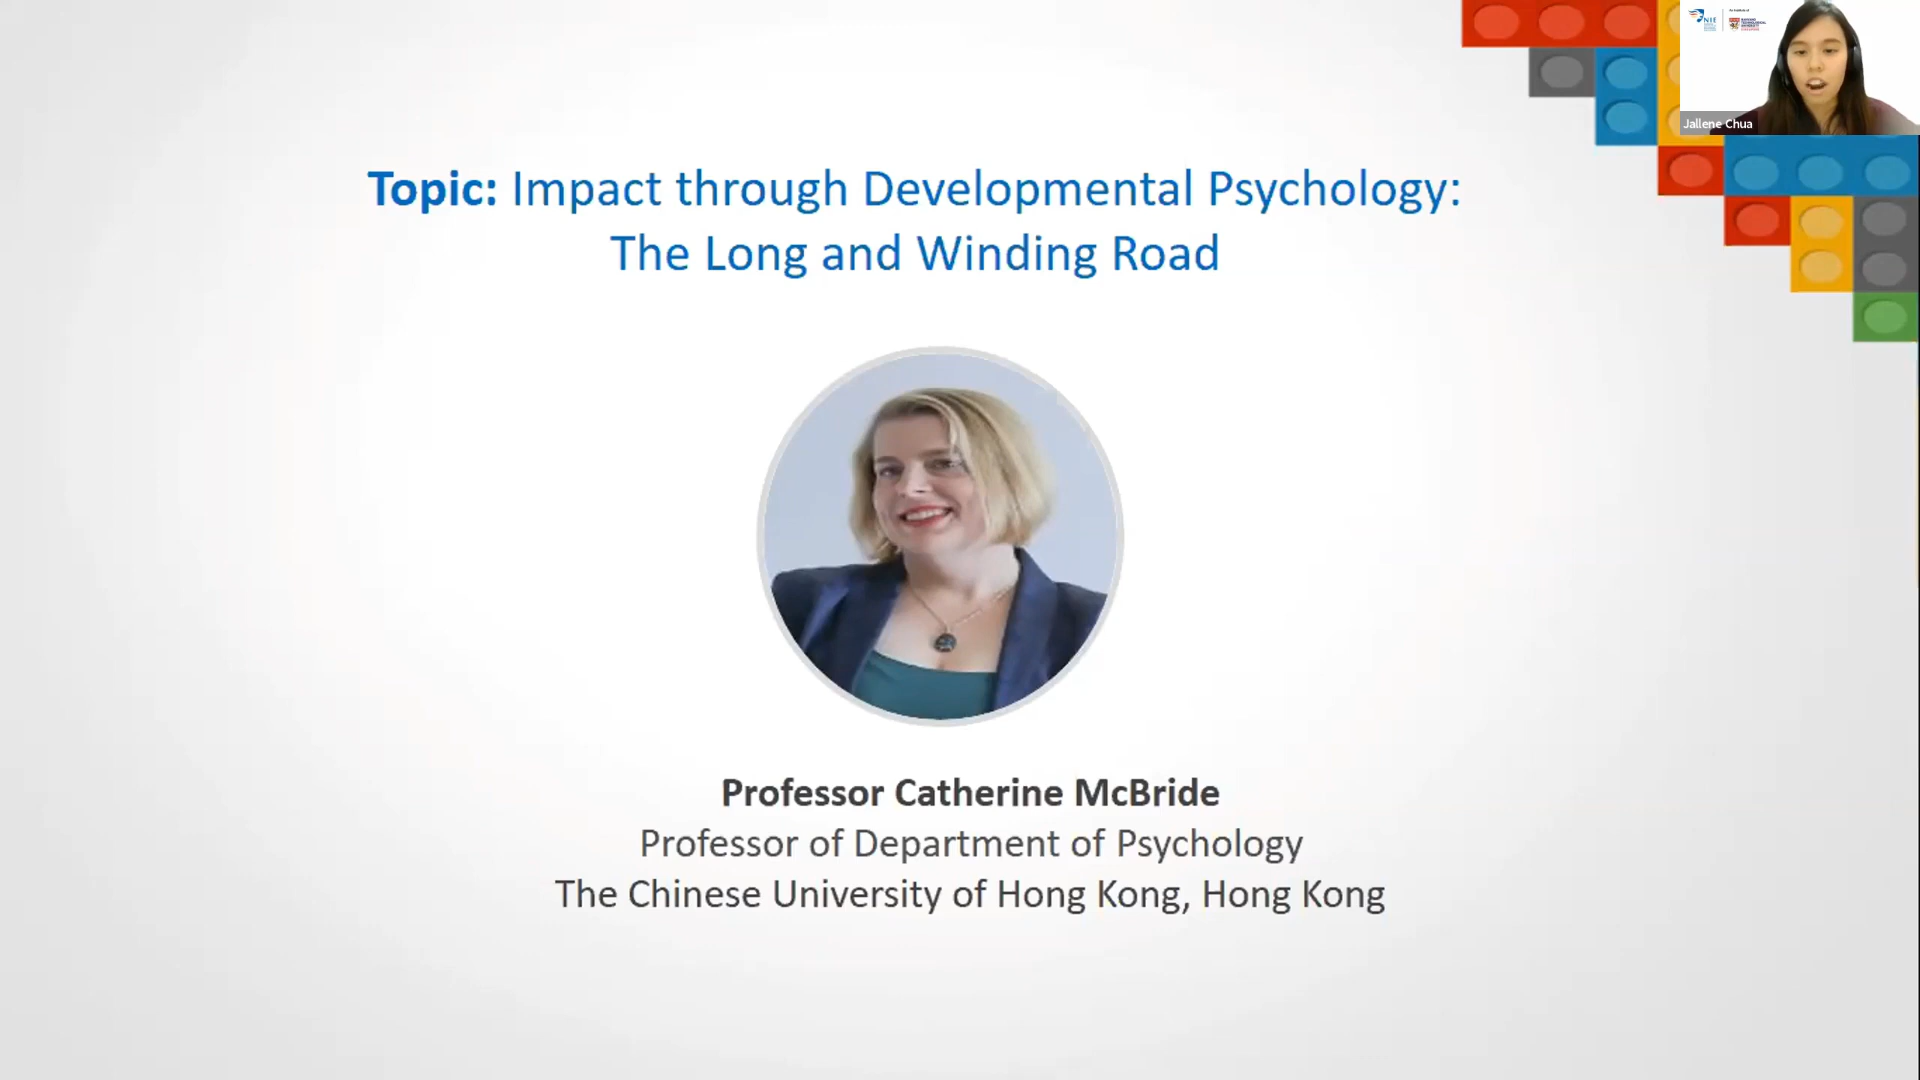 Topic: Impact through Developmental Psychology:
The Long and Winding Road
Professor Catherine McBride
Professor of Department of Psychology
The Chinese University of Hong Kong, Hong Kong
NIE
Jallene Chua